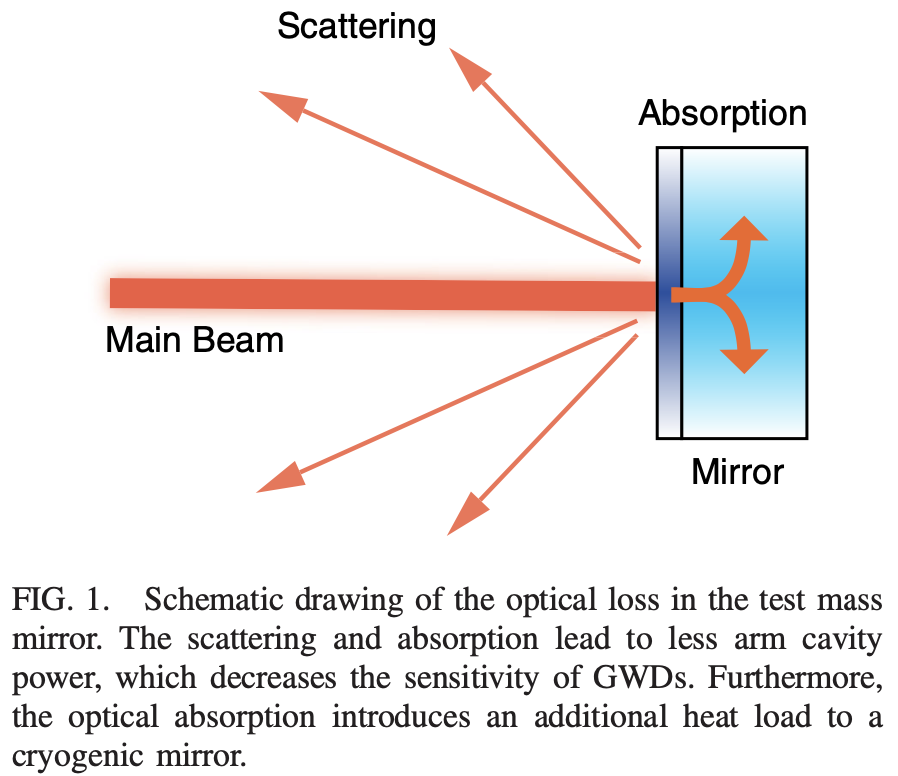 Scattering
Absorption
Main Beam
Mirror
FIG. 1. Schematic drawing of the optical loss in the test mass
mirror. The scattering and absorption lead to less arm cavity
power, which decreases the sensitivity of GWDs. Furthermore,
the optical absorption introduces an additional heat load to a
cryogenic mirror.